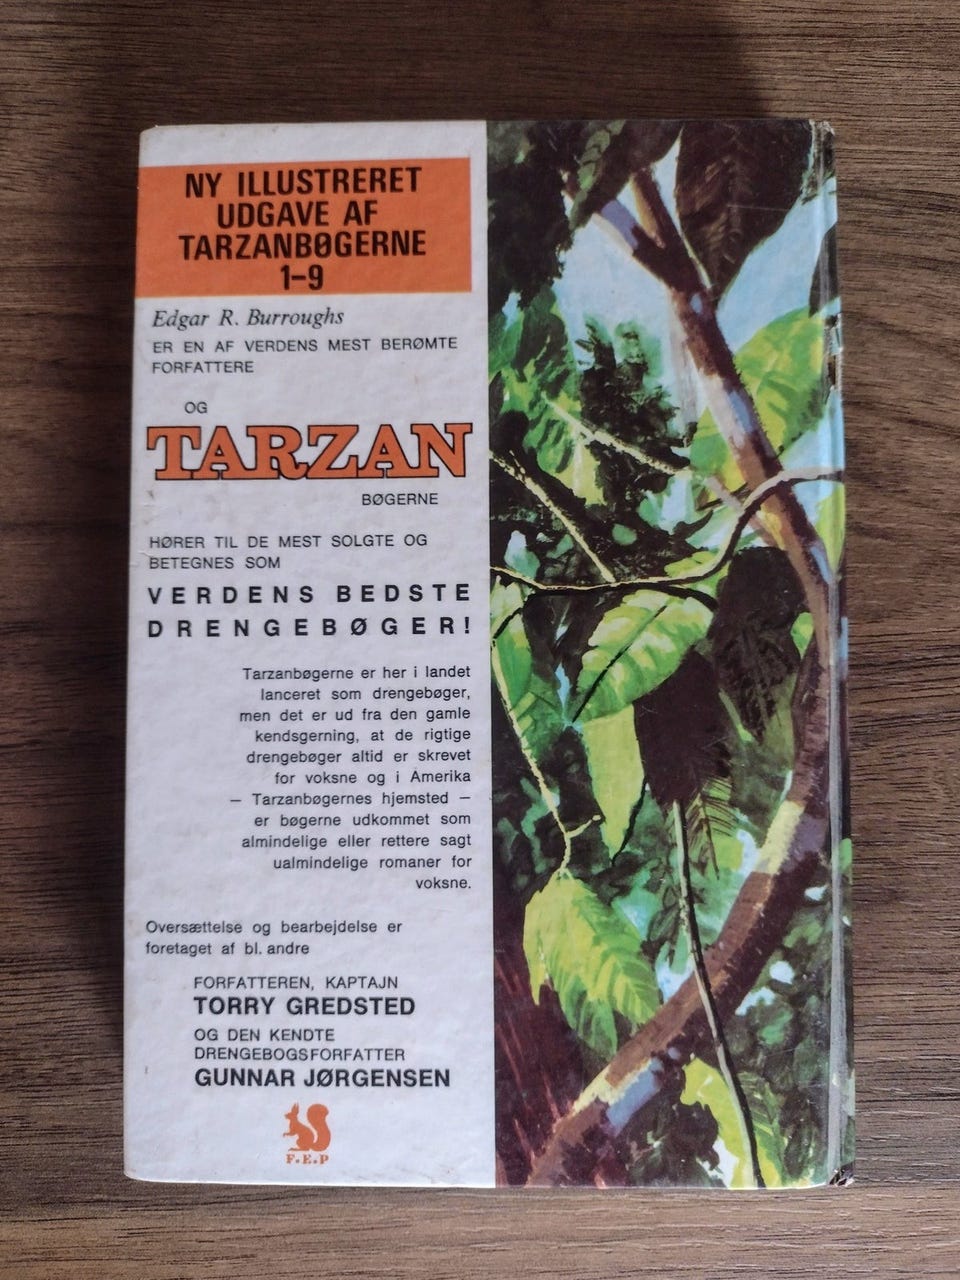 NY ILLUSTRERET
UDGAVE AF
TARZANBØGERNE
1-9
Edgar R. Burroughs
ER EN AF VERDENS MEST BERØMTE
FORFATTERE
OG
TARZAN
BØGERNE
HØRER TIL DE MEST SOLGTE OG
BETEGNES SOM
VERDENS BEDSTE
DRENGEBØGER!
Tarzanbøgerne er her i landet
lanceret som drengebøger,
men det er ud fra den gamle
kendsgerning, at de rigtige
drengebøger altid er skrevet
for voksne og i Amerika
— Tarzanbøgernes hjemsted —
er bøgerne udkommet som
almindelige eller rettere sagt
ualmindelige romaner for
voksne.
Oversættelse og bearbejdelse er
foretaget af bl. andre
FORFATTEREN, KAPTAJN
TORRY GREDSTED
OG DEN KENDTE
DRENGEBOGSFORFATTER
GUNNAR JØRGENSEN
F.E.P